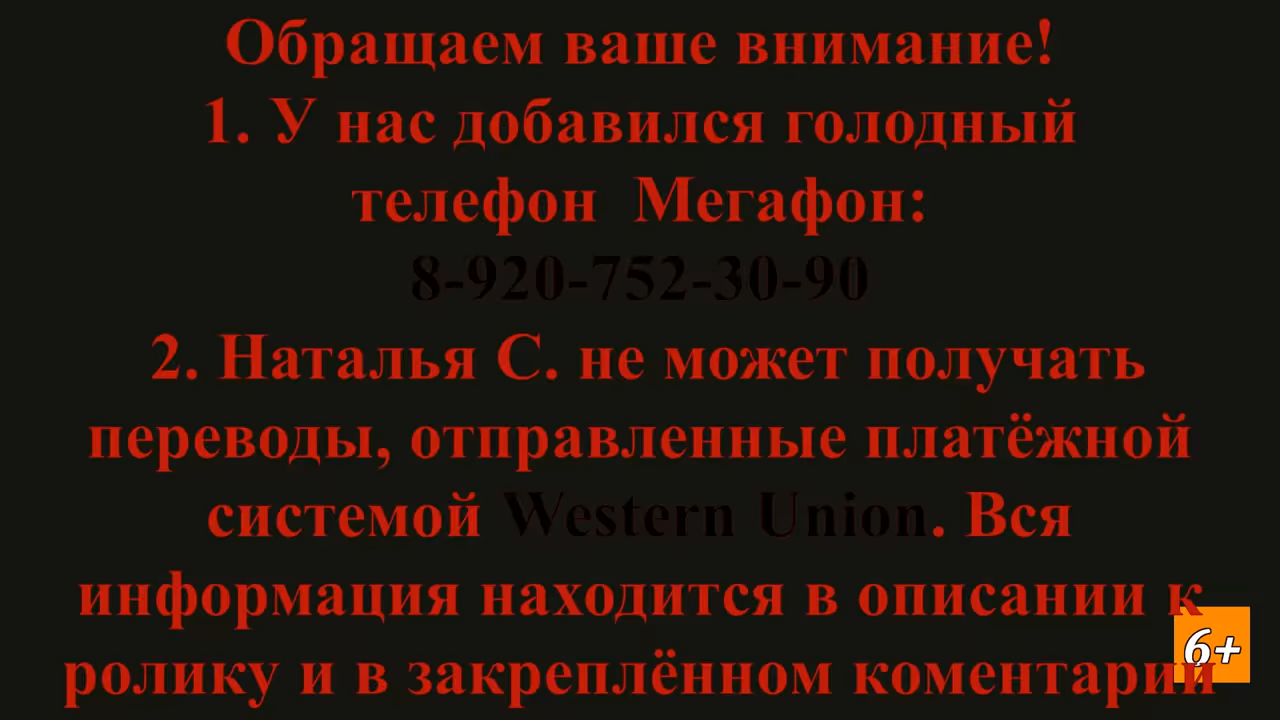 Обращаем ваше внимание!
1. У нас добавился голодный
телефон Мегафон:
8-920-752-30-90
2. Наталья С. не может получать
переводы, отправленные платёжной
системой Western Union. Вся
информация находится в описании к
ролику и в закреплённом коментарии
6+